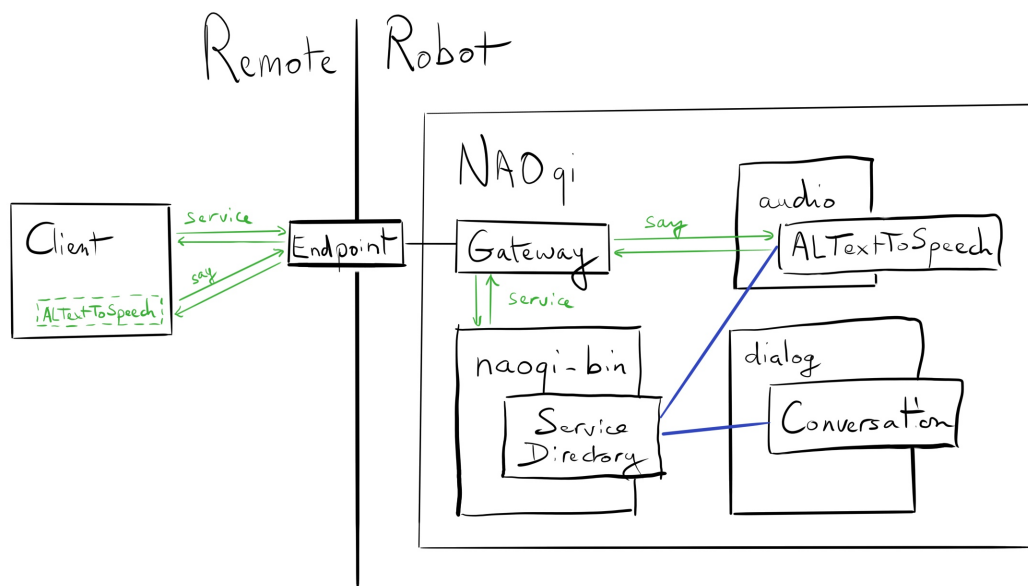 Remote
Robot
NAOqi
audio
service
say
Client
Endpoint
Gateway
ALTextToSpeech
say
service
ALTextToSpeech
naoqi-bin
dialog
Service
Directory
Conversation